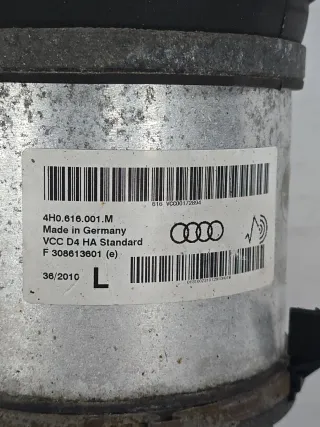 4H0.616.001.M
Made in Germany
VCC D4 HA Standard
F 308613601 (e)
36/2010
L